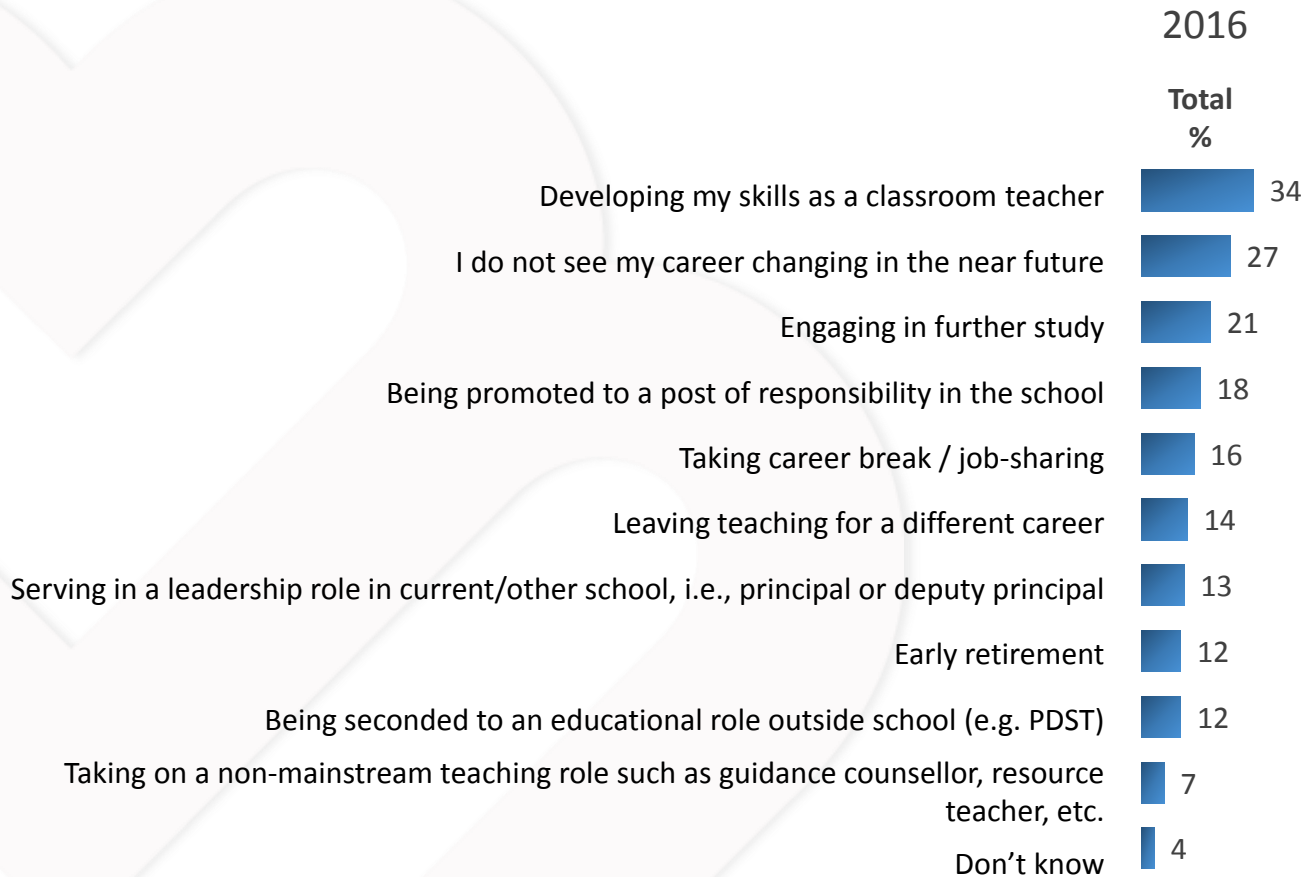 2016
Total
%
Developing my skills as a classroom teacher 34
I do not see my career changing in the near future 27
Engaging in further study 21
Being promoted to a post of responsibility in the school 18
Taking career break / job-sharing 16
Leaving teaching for a different career 14
Serving in a leadership role in current/other school, i.e., principal or deputy principal 13
Early retirement 12
Being seconded to an educational role outside school (e.g. PDST) 12
Taking on a non-mainstream teaching role such as guidance counsellor, resource
teacher, etc. 7
Don’t know 4